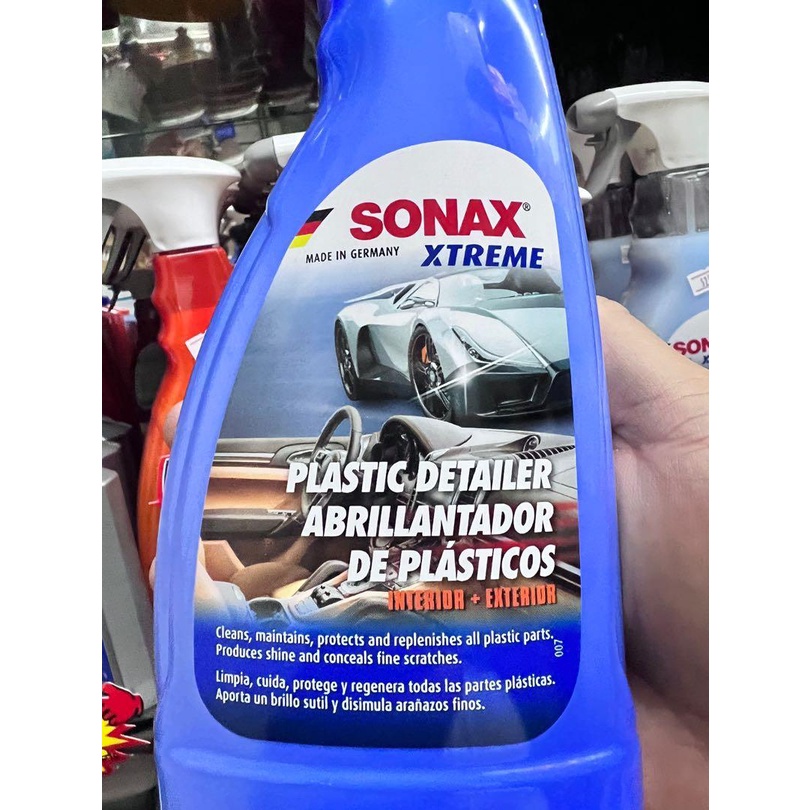 SONAX®
MADE IN GERMANY
XTREME
PLASTIC DETAILER
ABRILLANTADOR
DE PLÁSTICOS
INTERIOR + EXTERIOR
Cleans, maintains, protects and replenishes all plastic parts.
Produces shine and conceals fine scratches.
007
Limpia, cuida, protege y regenera todas las partes plásticas.
Aporta un brillo sutil y disimula arañazos finos.